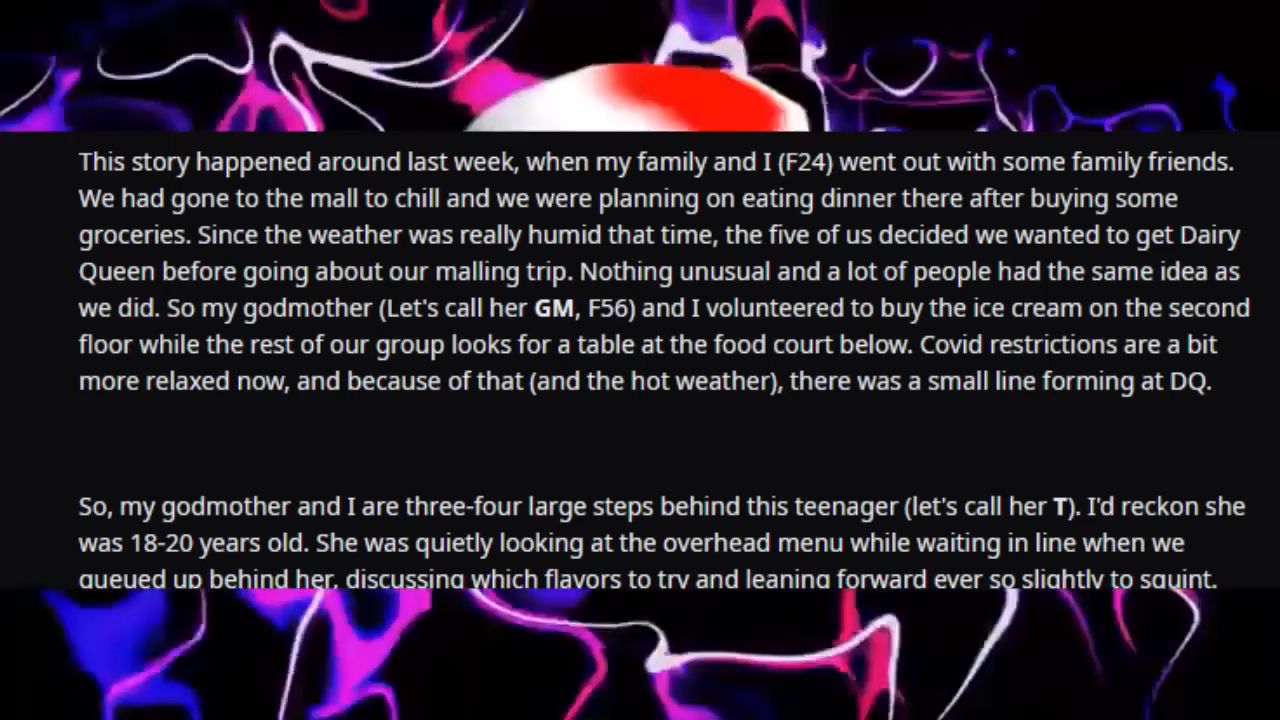 This story happened around last week, when my family and I (F24) went out with some family friends.
We had gone to the mall to chill and we were planning on eating dinner there after buying some
groceries. Since the weather was really humid that time, the five of us decided we wanted to get Dairy
Queen before going about our malling trip. Nothing unusual and a lot of people had the same idea as
we did. So my godmother (Let's call her GM, F56) and I volunteered to buy the ice cream on the second
floor while the rest of our group looks for a table at the food court below. Covid restrictions are a bit
more relaxed now, and because of that (and the hot weather), there was a small line forming at DQ.
So, my godmother and I are three-four large steps behind this teenager (let's call her T). I'd reckon she
was 18-20 years old. She was quietly looking at the overhead menu while waiting in line when we
queued up behind her, discussing which flavors to try and leaning forward ever so slightly to squint.